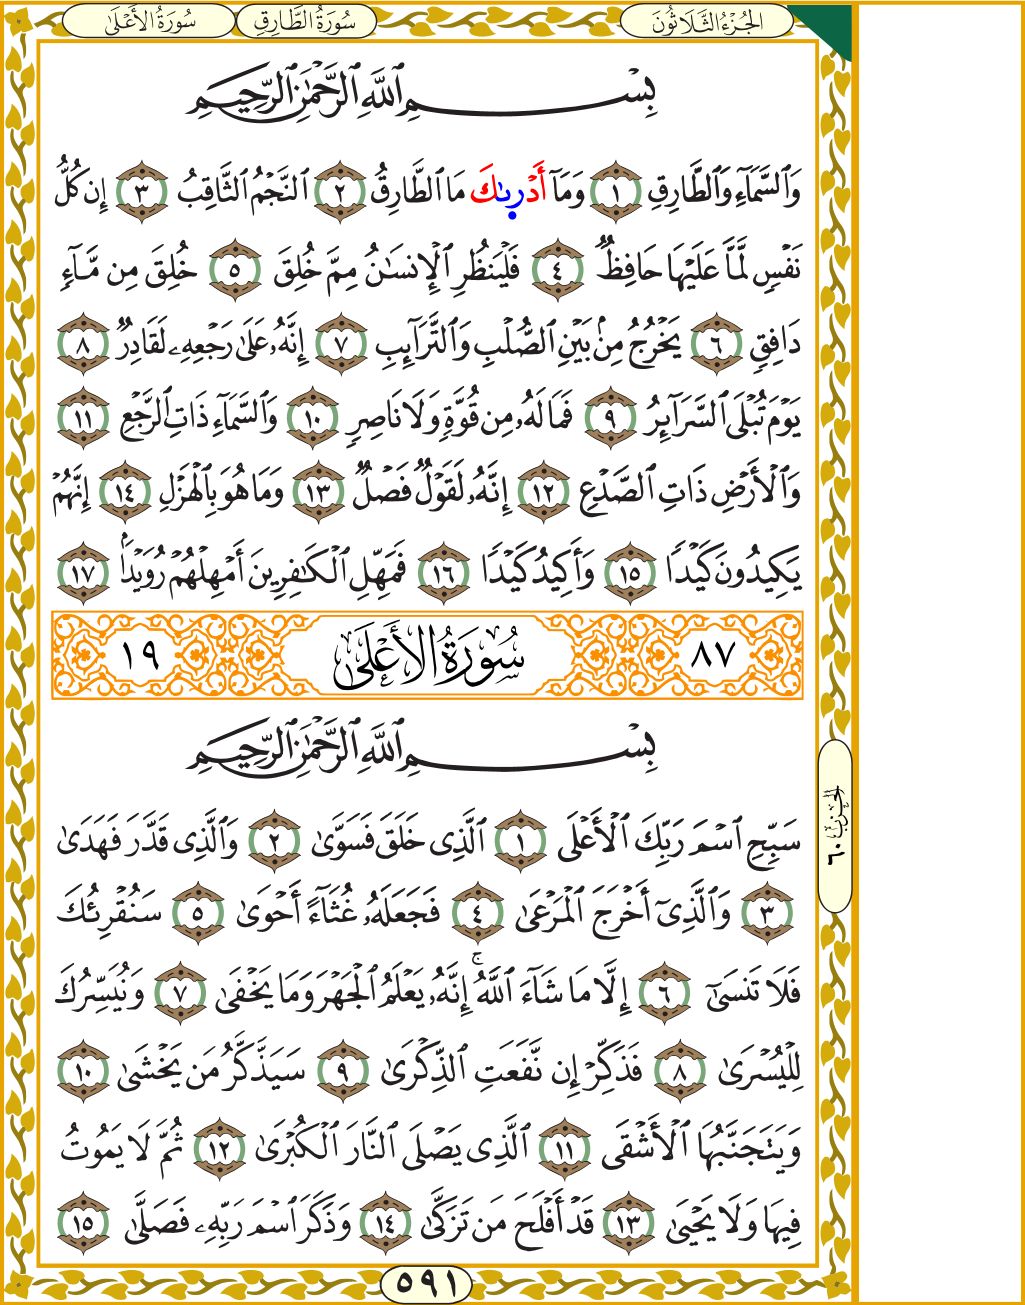 الجُزْءُ الثَّلَاثُونَ سُورَةُ الطَّارِقِ سُورَةُ الأَعْلَىٰ
بِسْمِ ٱللَّهِ ٱلرَّحْمَٰنِ ٱلرَّحِيمِ
وَٱلسَّمَآءِ وَٱلطَّارِقِ ١ وَمَآ أَدْرِىٰكَ مَا ٱلطَّارِقُ ٢ ٱلنَّجْمُ ٱلثَّاقِبُ ٣ إِن كُلُّ
نَفْسٍ لَّمَّا عَلَيْهَا حَافِظٌ ٤ فَلْيَنظُرِ ٱلْإِنسَٰنُ مِمَّ خُلِقَ ٥ خُلِقَ مِن مَّآءٍ
دَافِقٍ ٦ يَخْرُجُ مِنۢ بَيْنِ ٱلصُّلْبِ وَٱلتَّرَآئِبِ ٧ إِنَّهُۥ عَلَىٰ رَجْعِهِۦ لَقَادِرٌ ٨
يَوْمَ تُبْلَى ٱلسَّرَآئِرُ ٩ فَمَا لَهُۥ مِن قُوَّةٍ وَلَا نَاصِرٍ ١٠ وَٱلسَّمَآءِ ذَاتِ ٱلرَّجْعِ ١١
وَٱلْأَرْضِ ذَاتِ ٱلصَّدْعِ ١٢ إِنَّهُۥ لَقَوْلٌ فَصْلٌ ١٣ وَمَا هُوَ بِٱلْهَزْلِ ١٤ إِنَّهُمْ
يَكِيدُونَ كَيْدًا ١٥ وَأَكِيدُ كَيْدًا ١٦ فَمَهِّلِ ٱلْكَٰفِرِينَ أَمْهِلْهُمْ رُوَيْدًۢا ١٧
٨٧ سُورَةُ الأَعْلَىٰ ١٩
بِسْمِ ٱللَّهِ ٱلرَّحْمَٰنِ ٱلرَّحِيمِ
سَبِّحِ ٱسْمَ رَبِّكَ ٱلْأَعْلَى ١ ٱلَّذِى خَلَقَ فَسَوَّىٰ ٢ وَٱلَّذِى قَدَّرَ فَهَدَىٰ
٣ وَٱلَّذِىٓ أَخْرَجَ ٱلْمَرْعَىٰ ٤ فَجَعَلَهُۥ غُثَآءً أَحْوَىٰ ٥ سَنُقْرِئُكَ
فَلَا تَنسَىٰٓ ٦ إِلَّا مَا شَآءَ ٱللَّهُ ۚ إِنَّهُۥ يَعْلَمُ ٱلْجَهْرَ وَمَا يَخْفَىٰ ٧ وَنُيَسِّرُكَ
لِلْيُسْرَىٰ ٨ فَذَكِّرْ إِن نَّفَعَتِ ٱلذِّكْرَىٰ ٩ سَيَذَّكَّرُ مَن يَخْشَىٰ ١٠
وَيَتَجَنَّبُهَا ٱلْأَشْقَى ١١ ٱلَّذِى يَصْلَى ٱلنَّارَ ٱلْكُبْرَىٰ ١٢ ثُمَّ لَا يَمُوتُ
فِيهَا وَلَا يَحْيَىٰ ١٣ قَدْ أَفْلَحَ مَن تَزَكَّىٰ ١٤ وَذَكَرَ ٱسْمَ رَبِّهِۦ فَصَلَّىٰ ١٥
الحِزْبُ ٦٠
٥٩١